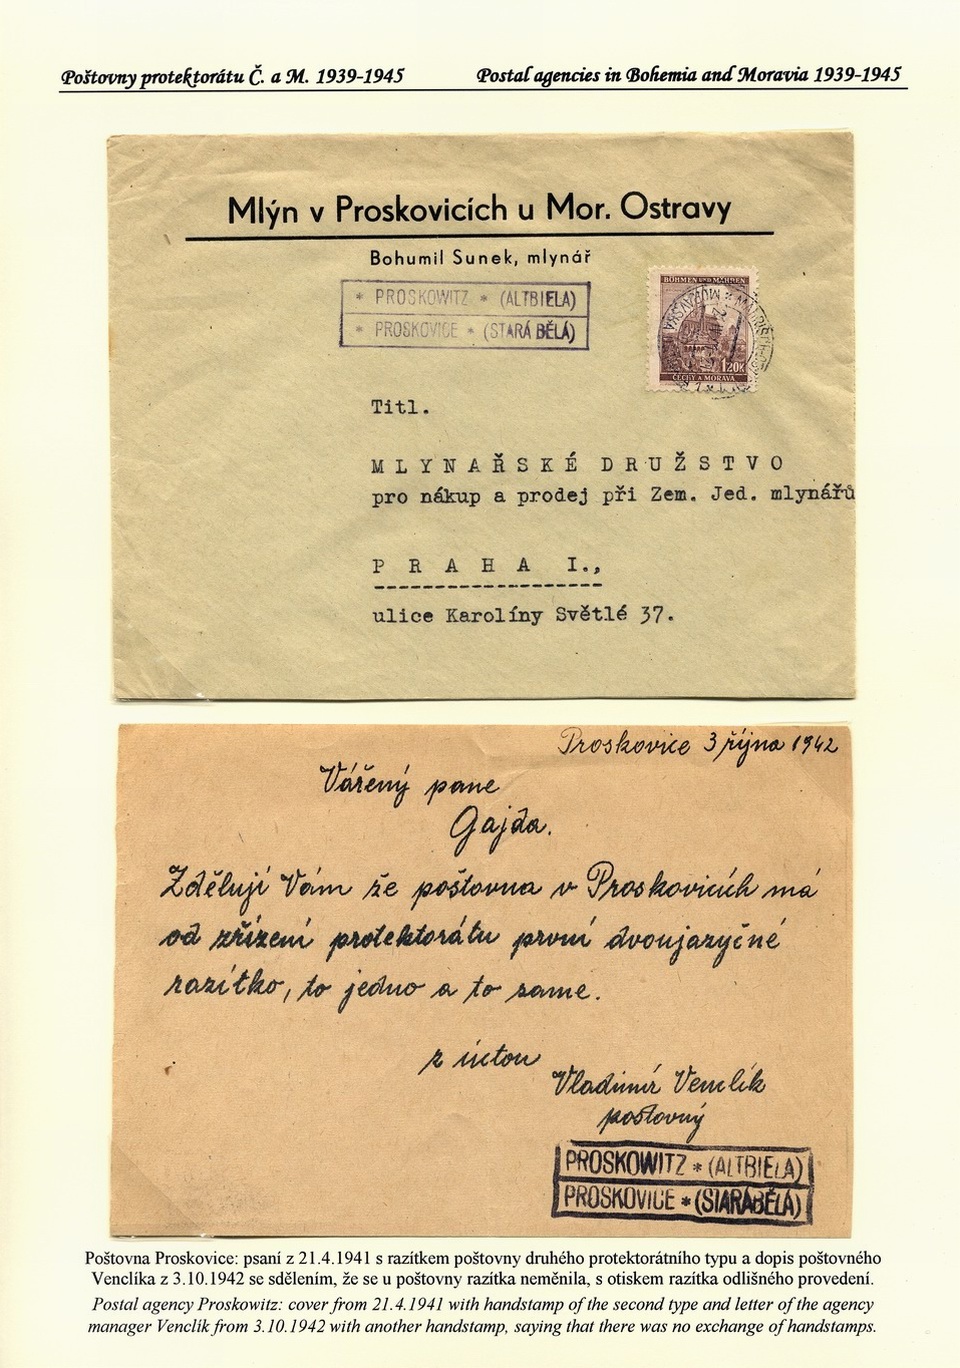 Poštovny protektorátu Č. a M. 1939-1945
Postal agencies in Bohemia and Moravia 1939-1945
Mlýn v Proskovicích u Mor. Ostravy
Bohumil Sunek, mlynář
* PROSKOWITZ * (ALTBIELA)
* PROSKOVICE * (STARÁ BĚLÁ)
BÖHMEN UND MÄHREN
1.20K
ČECHY A MORAVA
Titl.
MLYNAŘSKÉ DRUŽSTVO
pro nákup a prodej při Zem. Jed. mlynářů
PRAHA I.,
ulice Karolíny Světlé 37.
Proskovice 3 října 1942
Vářený pane
Gajda.
Zděluji Vám že poštovna v Proskovicích má
od zřízení protektorátu první dvoujazyčné
razítko, to jedno a to same.
z úctou
Vladimír Venclík
poštovný
PROSKOWITZ * (ALTBIELA)
PROSKOVICE * (STARÁBĚLÁ)
Poštovna Proskovice: psaní z 21.4.1941 s razítkem poštovny druhého protektorátního typu a dopis poštovného
Venclíka z 3.10.1942 se sdělením, že se u poštovny razítka neměnila, s otiskem razítka odlišného provedení.
Postal agency Proskowitz: cover from 21.4.1941 with handstamp of the second type and letter of the agency
manager Venclík from 3.10.1942 with another handstamp, saying that there was no exchange of handstamps.